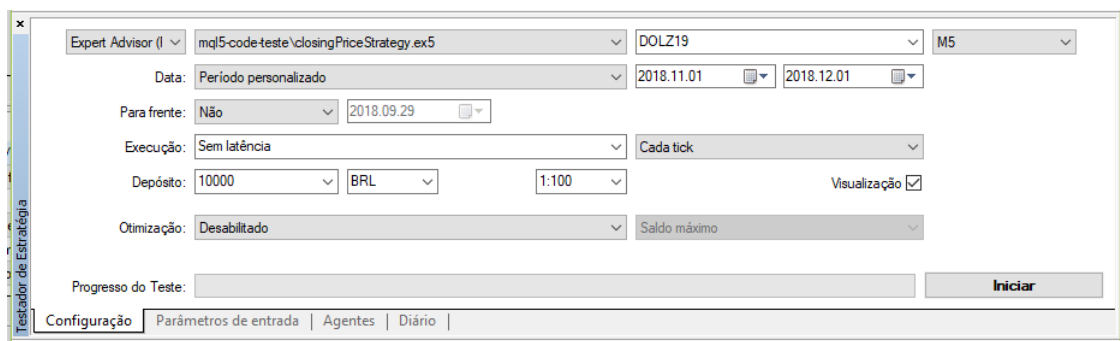 Expert Advisor (I
mql5-code-teste\closingPriceStrategy.ex5
DOLZ19
M5
Data:
Período personalizado
2018.11.01
2018.12.01
Para frente:
Não
2018.09.29
Execução:
Sem latência
Cada tick
Depósito:
10000
BRL
1:100
Visualização
Otimização:
Desabilitado
Saldo máximo
Progresso do Teste:
Iniciar
Configuração
Parâmetros de entrada
Agentes
Diário
Testador de Estratégia